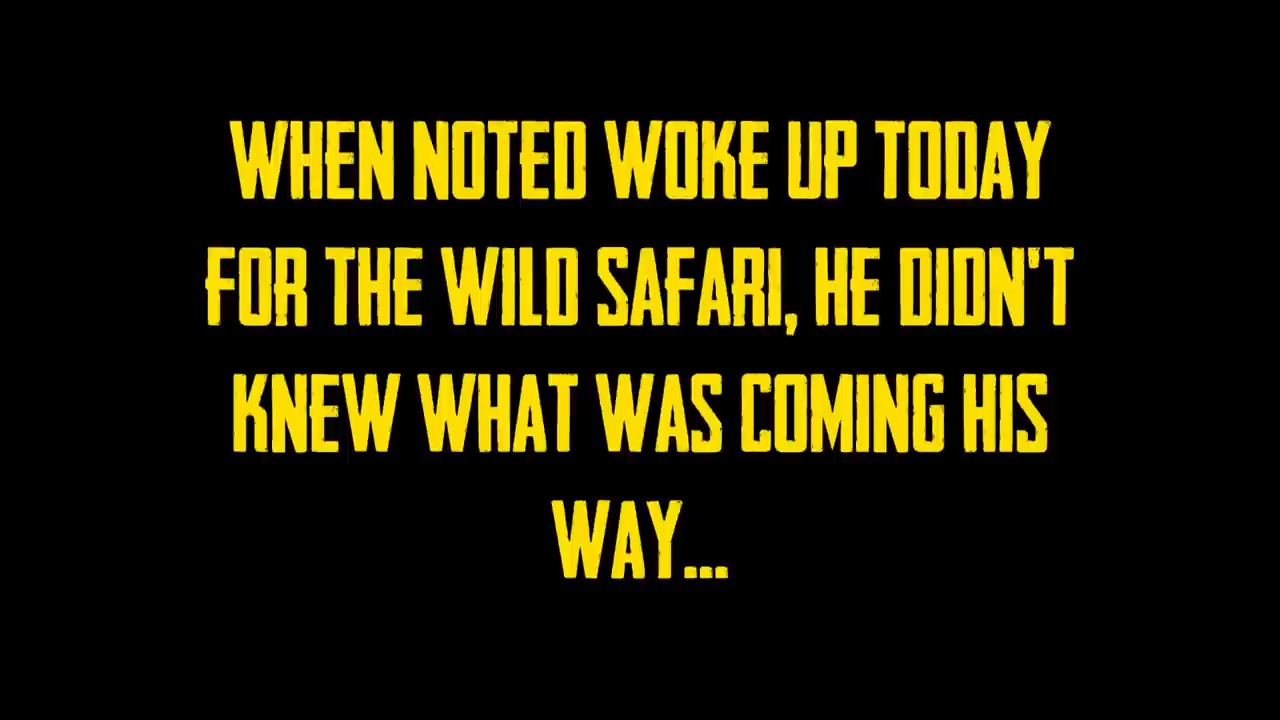 WHEN NOTED WOKE UP TODAY
FOR THE WILD SAFARI, HE DIDN'T
KNEW WHAT WAS COMING HIS
WAY...